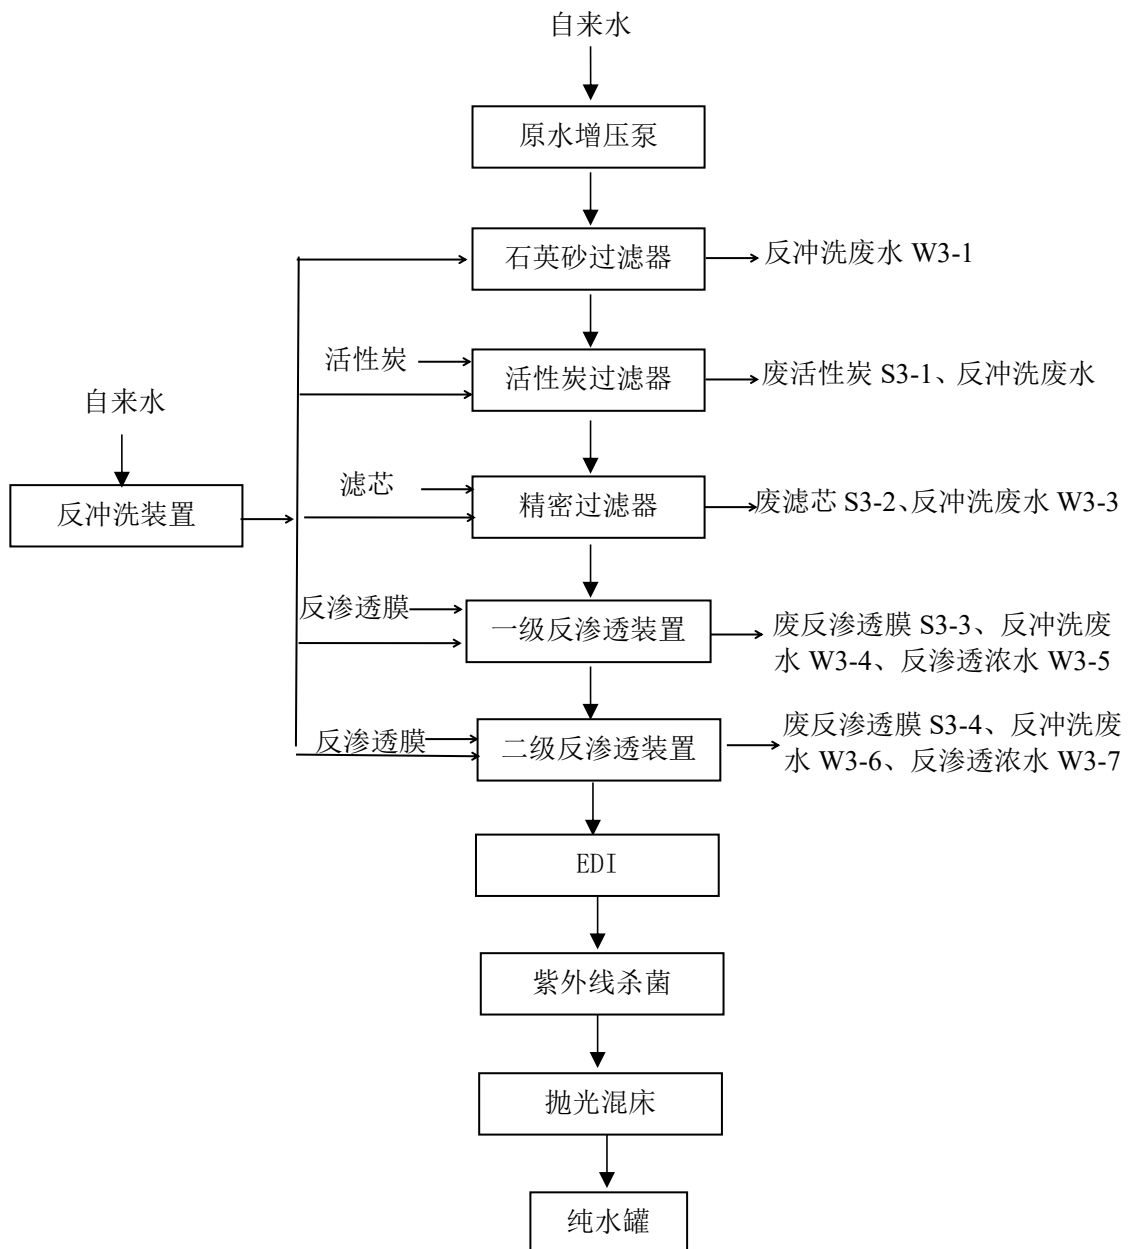 自来水
原水增压泵
石英砂过滤器
反冲洗废水 W3-1
活性炭
活性炭过滤器
废活性炭 S3-1、反冲洗废水
自来水
反冲洗装置
滤芯
精密过滤器
废滤芯 S3-2、反冲洗废水 W3-3
反渗透膜
一级反渗透装置
废反渗透膜 S3-3、反冲洗废
水 W3-4、反渗透浓水 W3-5
反渗透膜
二级反渗透装置
废反渗透膜 S3-4、反冲洗废
水 W3-6、反渗透浓水 W3-7
EDI
紫外线杀菌
抛光混床
纯水罐